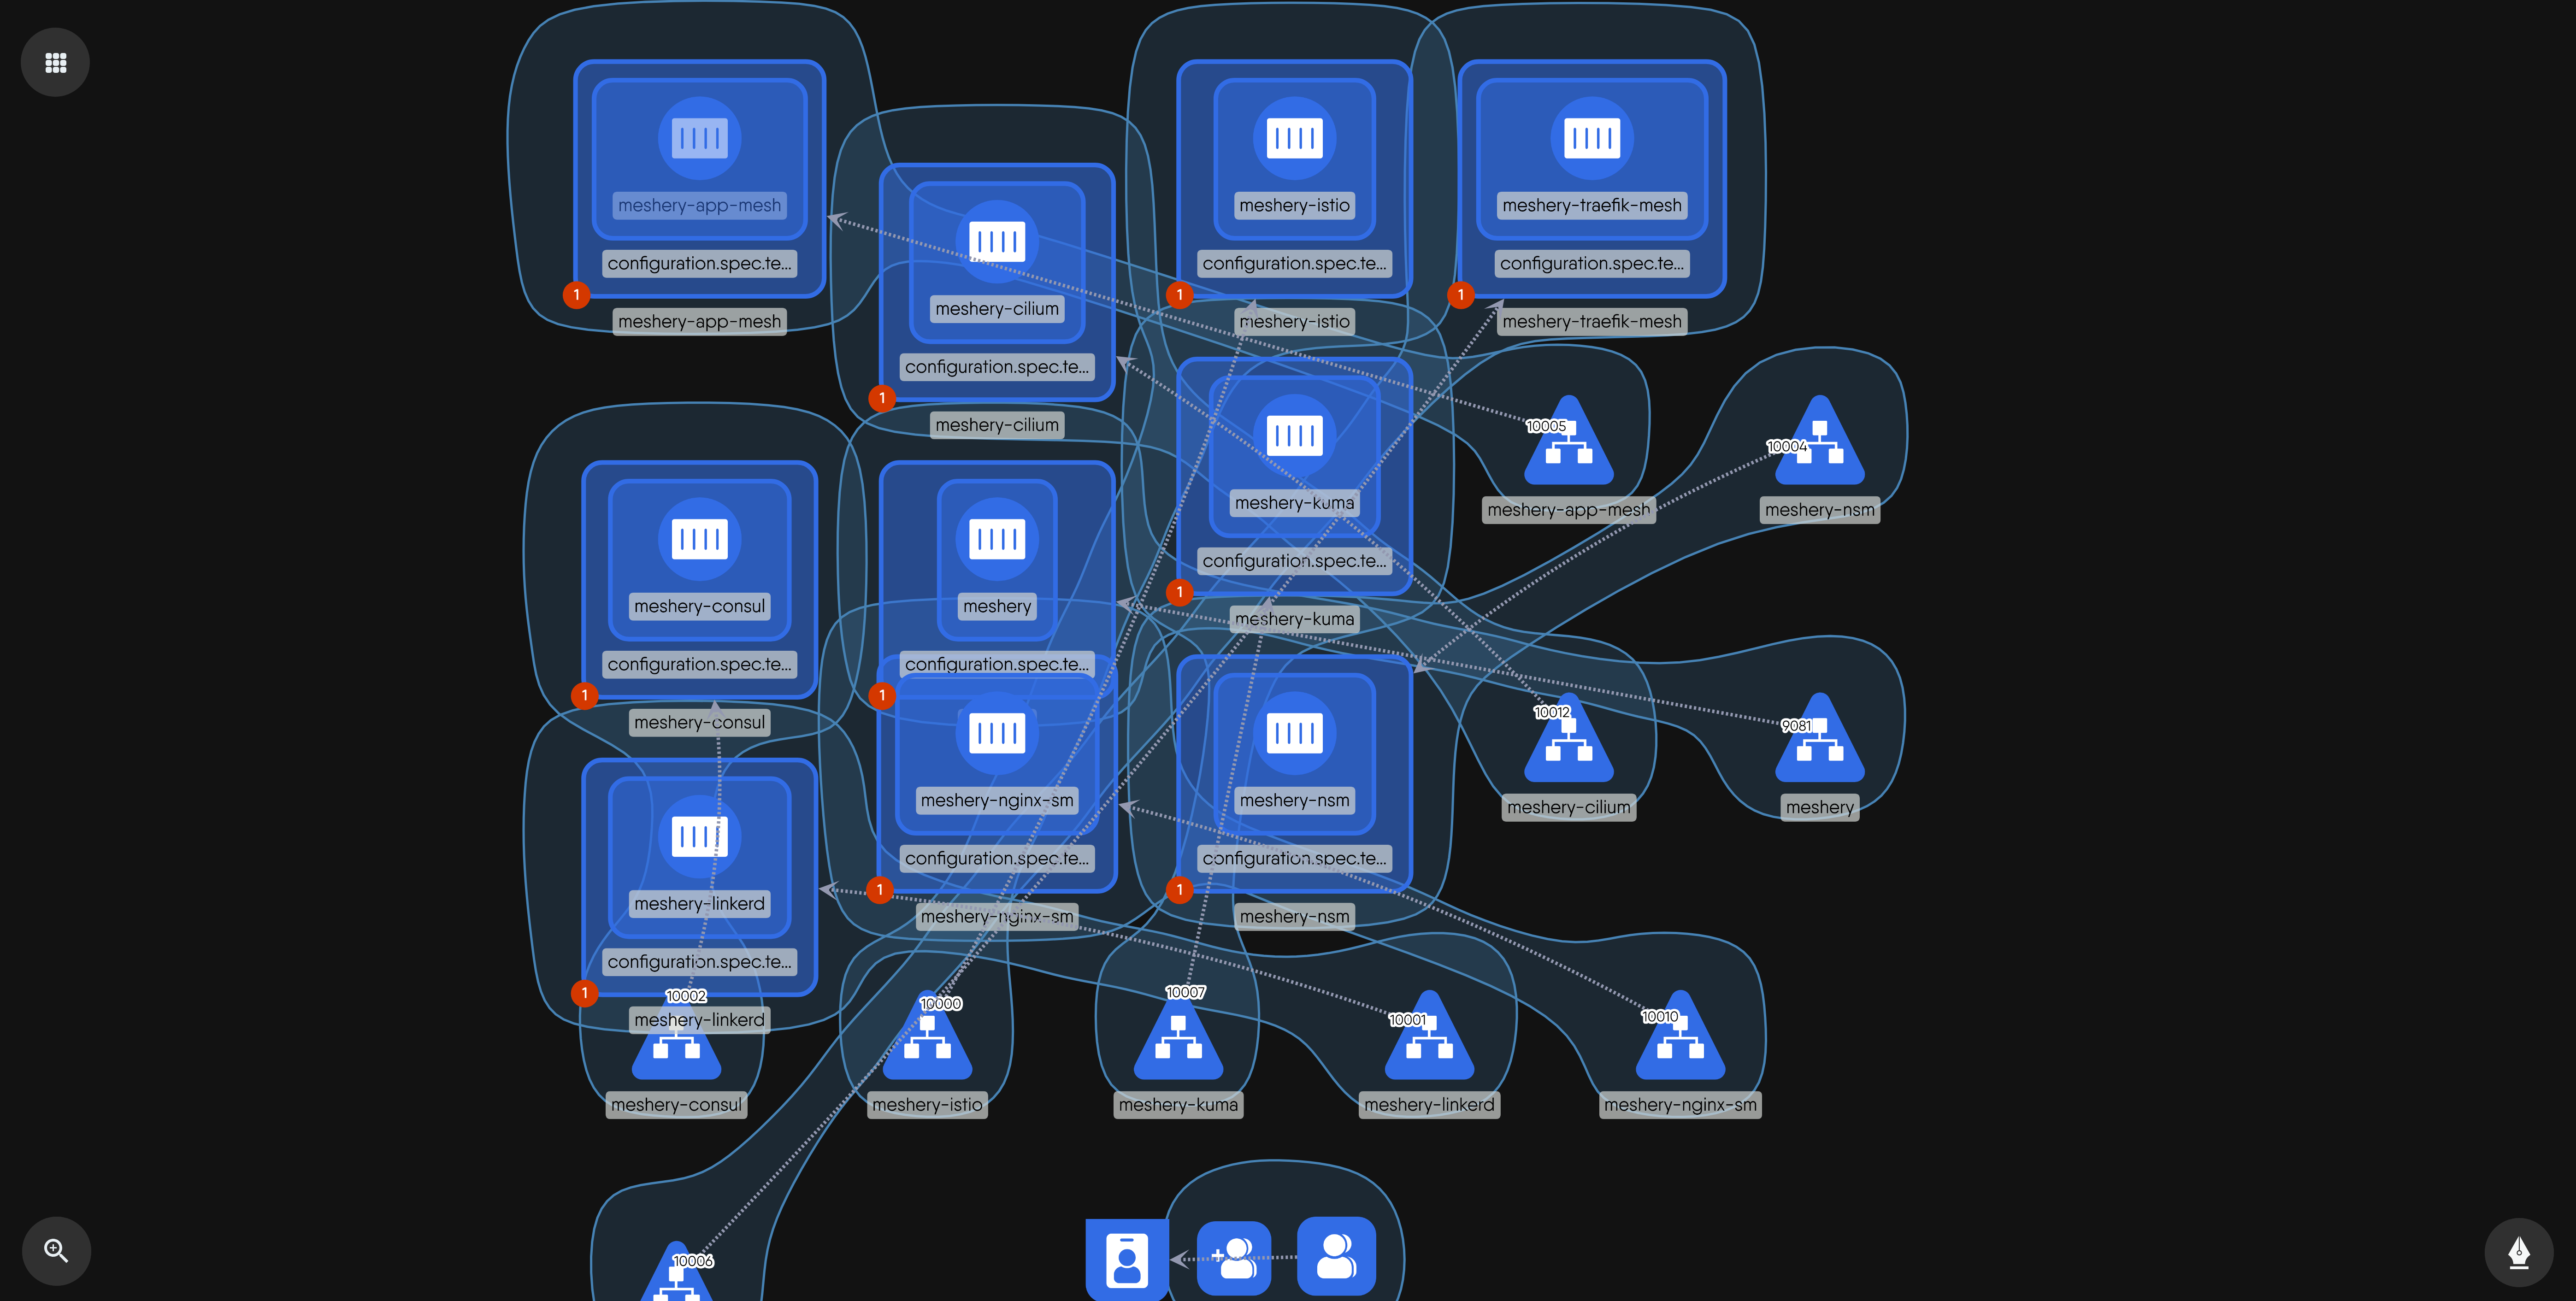 meshery-app-mesh
configuration.spec.te...
1
meshery-app-mesh
meshery-cilium
configuration.spec.te...
1
meshery-cilium
meshery-istio
configuration.spec.te...
1
meshery-istio
meshery-traefik-mesh
configuration.spec.te...
1
meshery-traefik-mesh
meshery-kuma
configuration.spec.te...
1
meshery-kuma
10005
meshery-app-mesh
10004
meshery-nsm
meshery-consul
configuration.spec.te...
1
meshery-consul
meshery
configuration.spec.te...
1
meshery-nginx-sm
configuration.spec.te...
1
meshery-nginx-sm
meshery-nsm
configuration.spec.te...
1
meshery-nsm
10012
meshery-cilium
9081
meshery
meshery-linkerd
configuration.spec.te...
1
meshery-linkerd
10002
meshery-consul
10000
meshery-istio
10007
meshery-kuma
10001
meshery-linkerd
10010
meshery-nginx-sm
10006